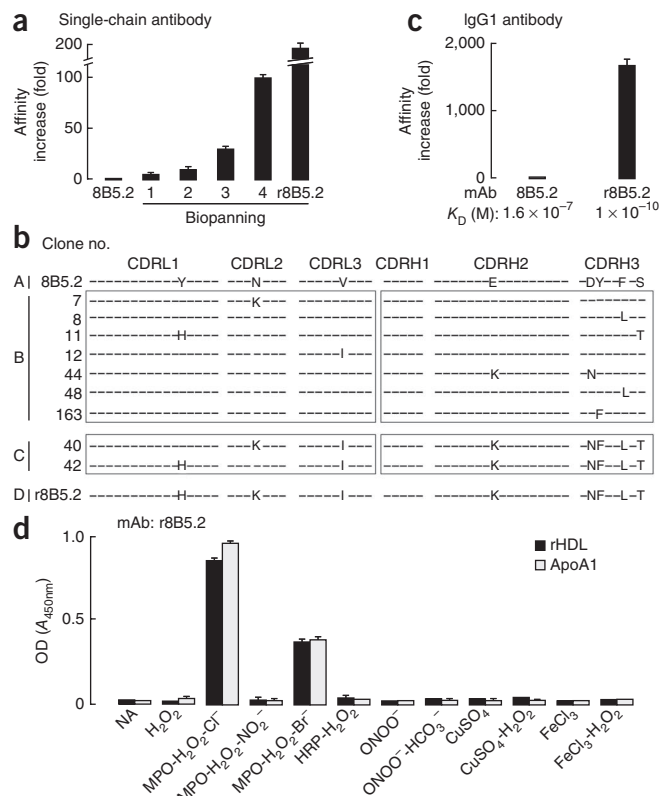 a Single-chain antibody
Affinity increase (fold)
200
100
50
0
8B5.2 1 2 3 4 r8B5.2
Biopanning
c IgG1 antibody
Affinity increase (fold)
2,000
1,000
0
mAb 8B5.2 r8B5.2
K_D (M): 1.6 × 10⁻⁷ 1 × 10⁻¹⁰
b Clone no.
CDRL1 CDRL2 CDRL3 CDRH1 CDRH2 CDRH3
A 8B5.2 Y N V E DY F S
B
7 K
8 L
11 H T
12 I
44 K N
48 L
163 F
C
40 K I K NF L T
42 H I K NF L T
D r8B5.2 H K I K NF L T
d mAb: r8B5.2
rHDL
ApoA1
OD (A₄₅₀ₙₘ)
1.0
0.5
0
NA
H₂O₂
MPO-H₂O₂-Cl⁻
MPO-H₂O₂-NO₂⁻
MPO-H₂O₂-Br⁻
HRP-H₂O₂
ONOO⁻
ONOO⁻-HCO₃⁻
CuSO₄
CuSO₄-H₂O₂
FeCl₃
FeCl₃-H₂O₂